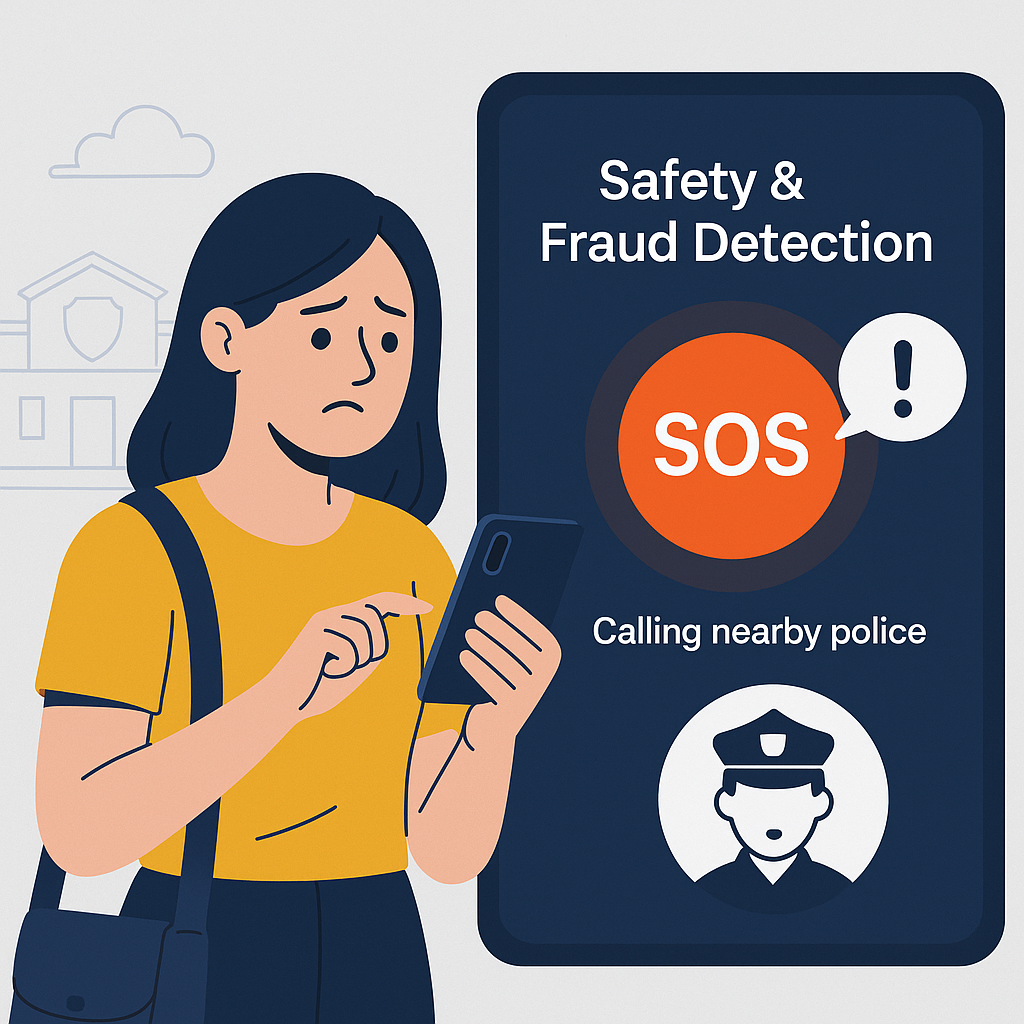 Safety &
Fraud Detection
SOS
!
Calling nearby police